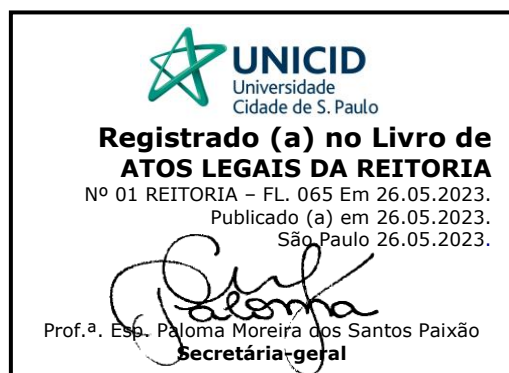 UNICID
Universidade
Cidade de S. Paulo
Registrado (a) no Livro de
ATOS LEGAIS DA REITORIA
Nº 01 REITORIA – FL. 065 Em 26.05.2023.
Publicado (a) em 26.05.2023.
São Paulo 26.05.2023.
Paloma
Prof.ª. Esp. Paloma Moreira dos Santos Paixão
Secretária-geral